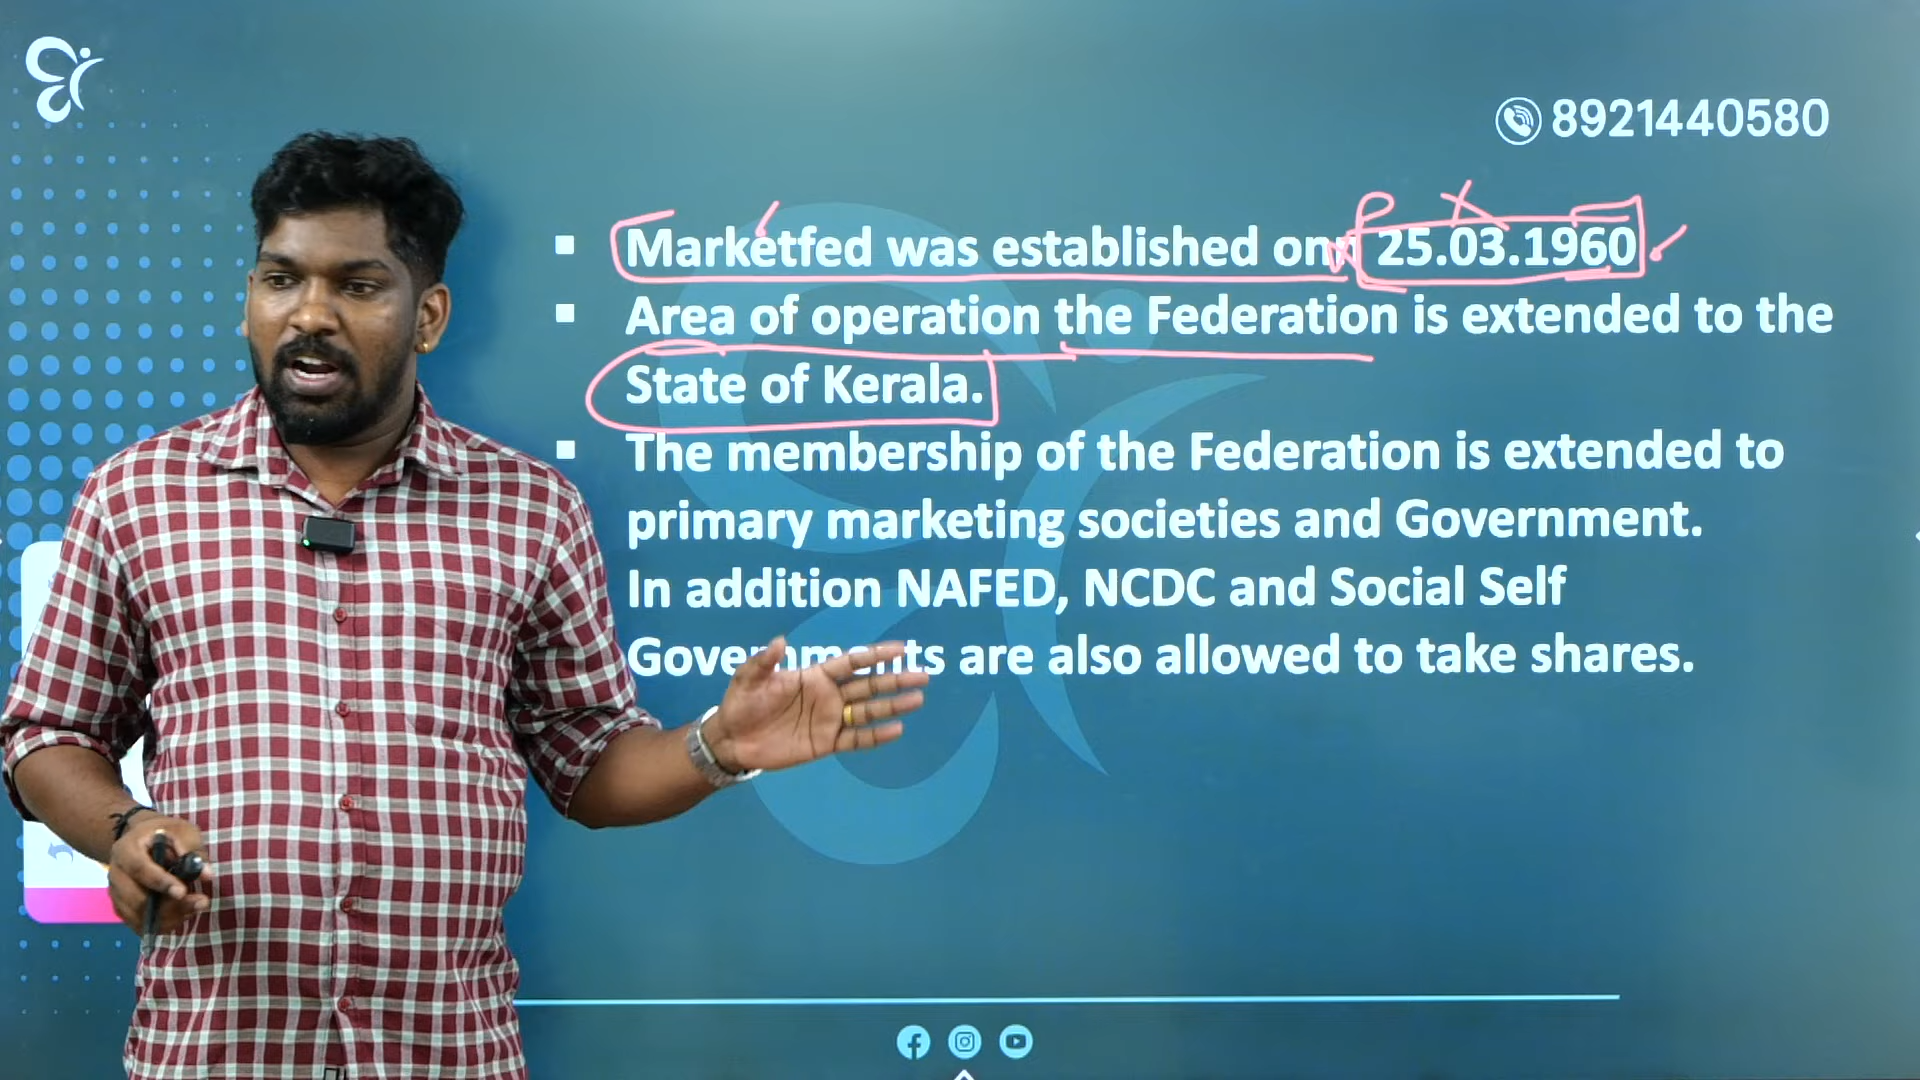 8921440580
▪ Marketfed was established on 25.03.1960
▪ Area of operation the Federation is extended to the
State of Kerala.
▪ The membership of the Federation is extended to
primary marketing societies and Government.
In addition NAFED, NCDC and Social Self
Governments are also allowed to take shares.